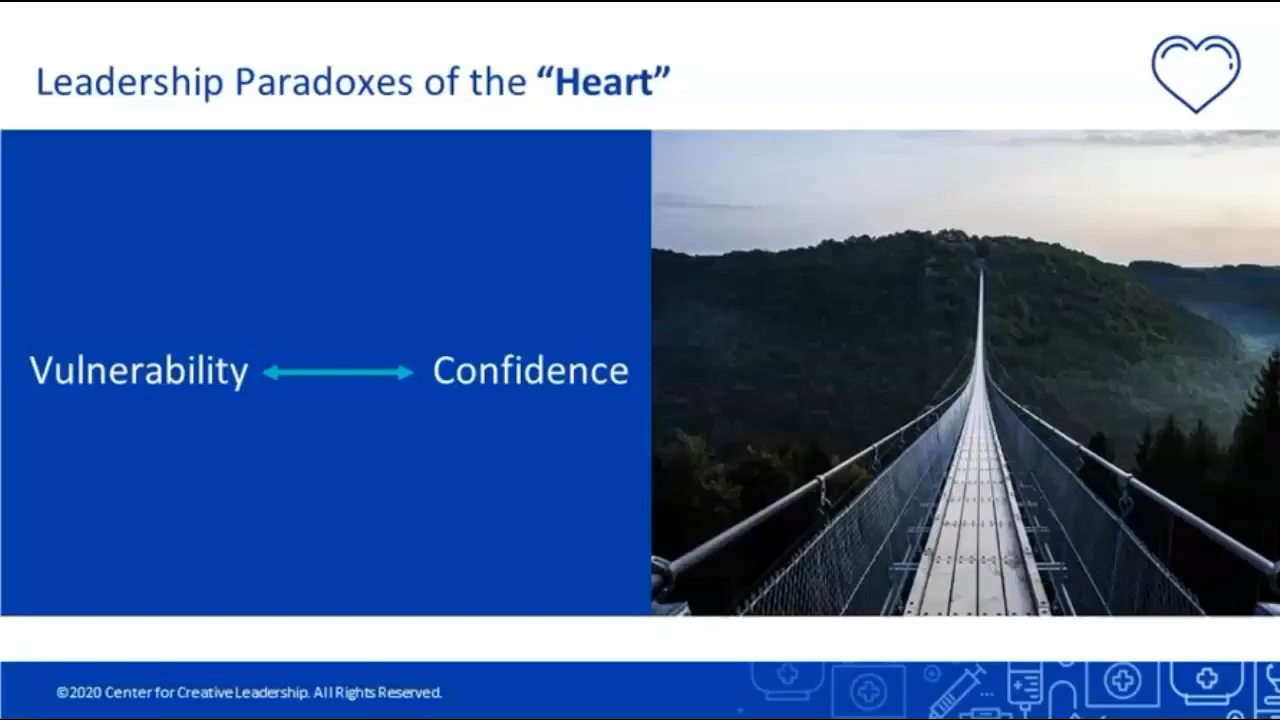 Leadership Paradoxes of the “Heart”
Vulnerability Confidence
©2020 Center for Creative Leadership. All Rights Reserved.